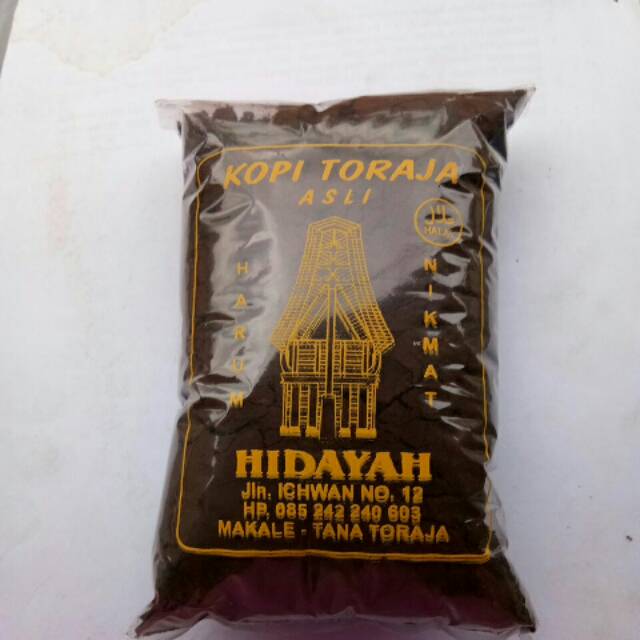 KOPI TORAJA
ASLI
HALAL
HARUM
NIKMAT
HIDAYAH
Jln. ICHWAN NO. 12
HP. 085 242 240 603
MAKALE - TANA TORAJA